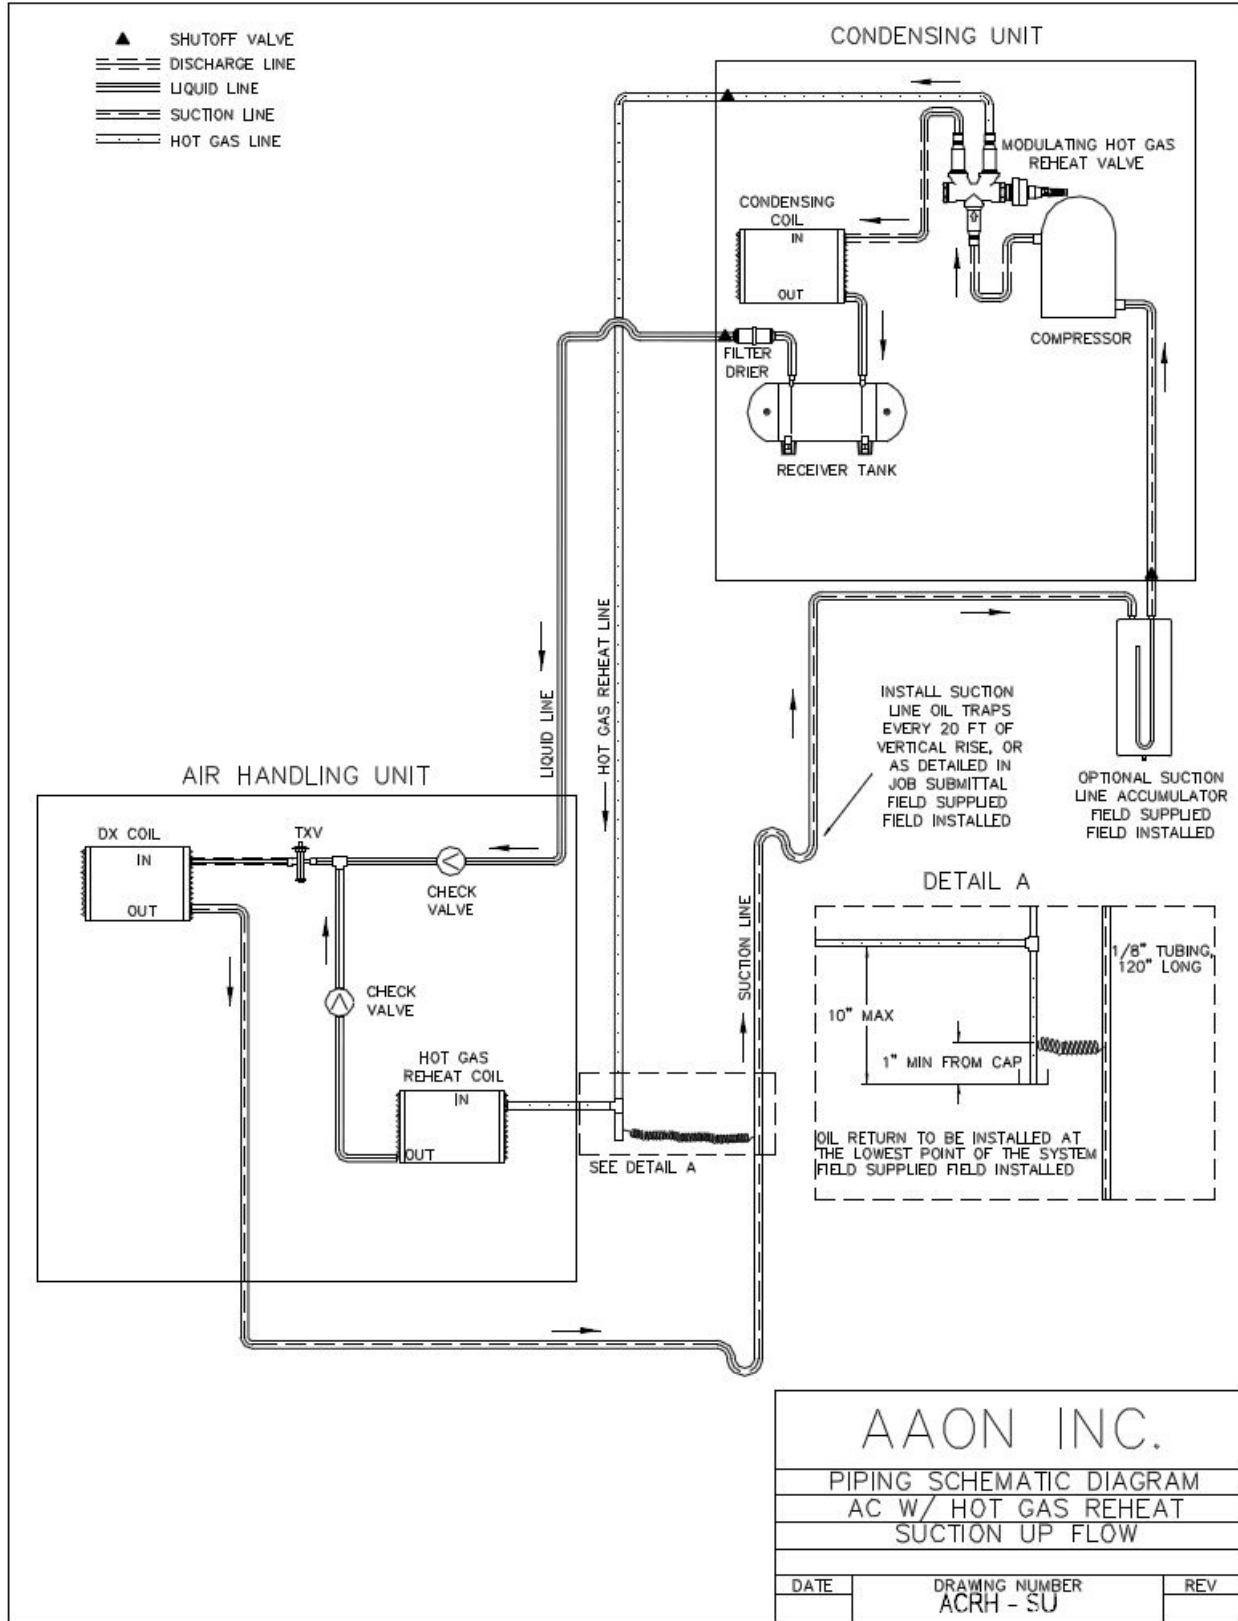 SHUTOFF VALVE
DISCHARGE LINE
LIQUID LINE
SUCTION LINE
HOT GAS LINE
CONDENSING UNIT
MODULATING HOT GAS
REHEAT VALVE
CONDENSING
COIL
IN
OUT
COMPRESSOR
FILTER
DRIER
RECEIVER TANK
LIQUID LINE
HOT GAS REHEAT LINE
INSTALL SUCTION
LINE OIL TRAPS
EVERY 20 FT OF
VERTICAL RISE, OR
AS DETAILED IN
JOB SUBMITTAL
FIELD SUPPLIED
FIELD INSTALLED
OPTIONAL SUCTION
LINE ACCUMULATOR
FIELD SUPPLIED
FIELD INSTALLED
AIR HANDLING UNIT
DX COIL
IN
OUT
TXV
CHECK
VALVE
CHECK
VALVE
HOT GAS
REHEAT COIL
IN
OUT
SUCTION LINE
SEE DETAIL A
DETAIL A
1/8" TUBING,
120" LONG
10" MAX
1" MIN FROM CAP
OIL RETURN TO BE INSTALLED AT
THE LOWEST POINT OF THE SYSTEM
FIELD SUPPLIED FIELD INSTALLED
AAON INC.
PIPING SCHEMATIC DIAGRAM
AC W/ HOT GAS REHEAT
SUCTION UP FLOW
DATE
DRAWING NUMBER
ACRH - SU
REV